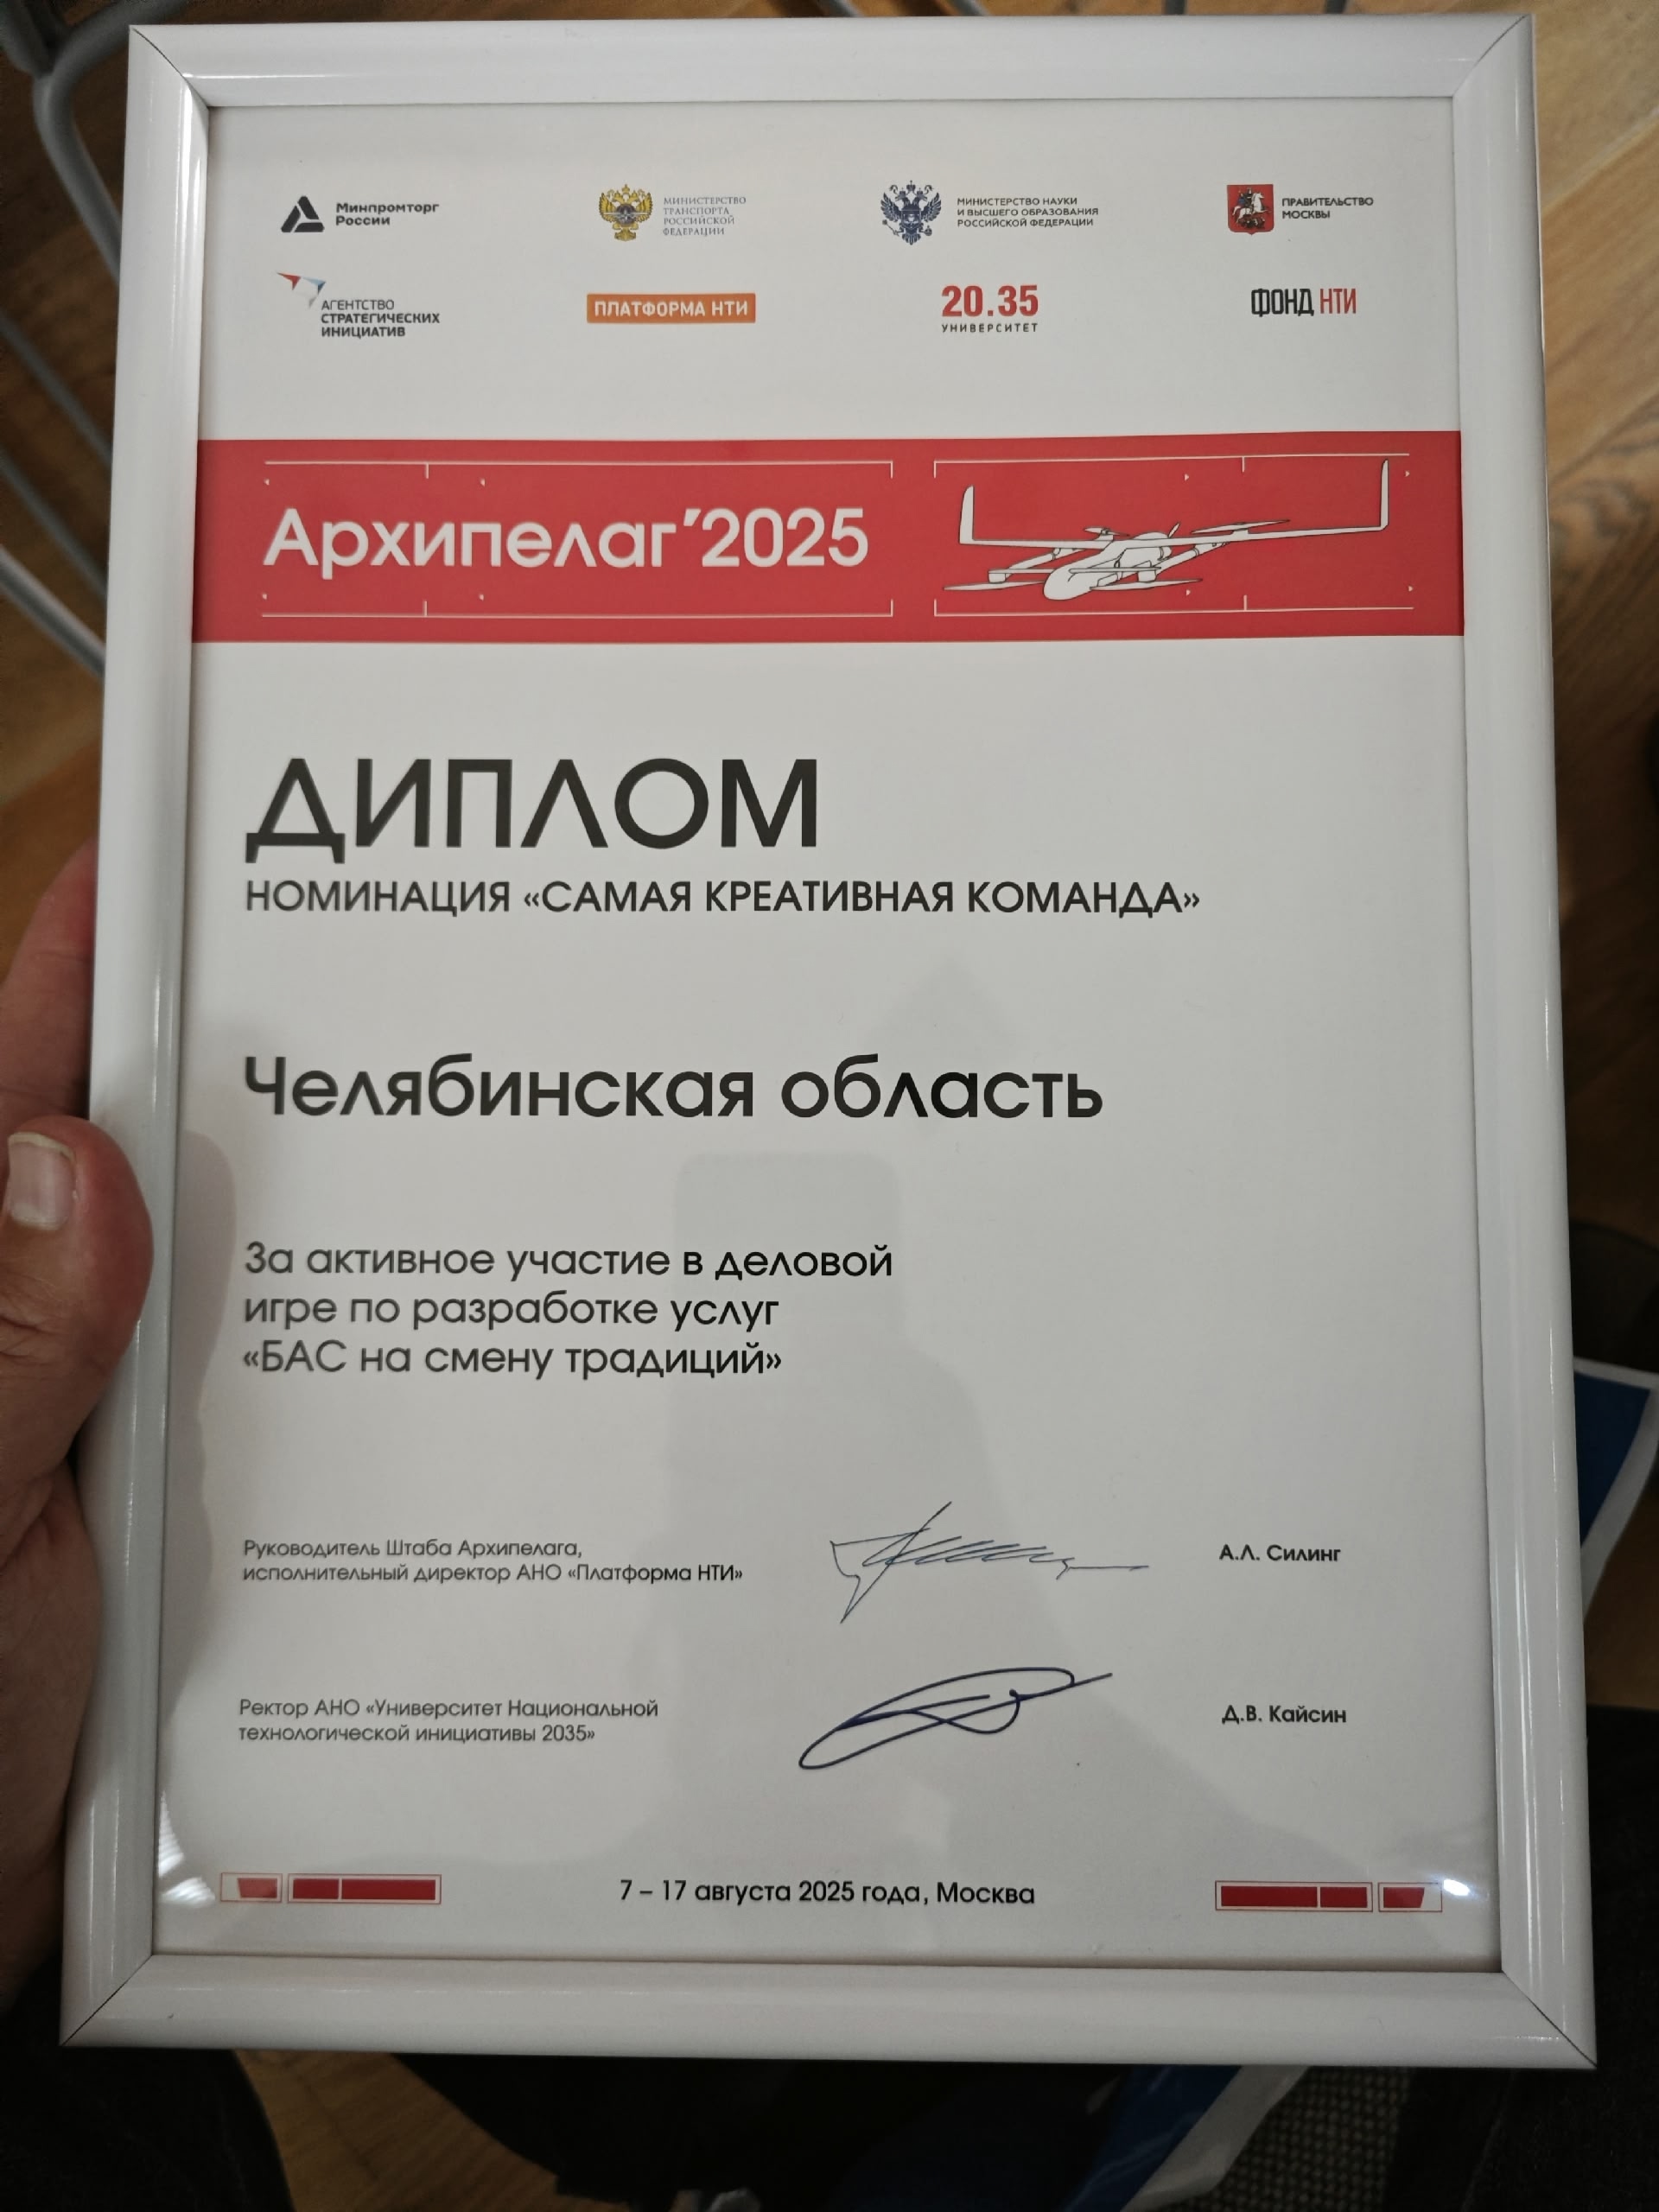 Минпромторг
России
МИНИСТЕРСТВО
ТРАНСПОРТА
РОССИЙСКОЙ
ФЕДЕРАЦИИ
МИНИСТЕРСТВО НАУКИ
И ВЫСШЕГО ОБРАЗОВАНИЯ
РОССИЙСКОЙ ФЕДЕРАЦИИ
ПРАВИТЕЛЬСТВО
МОСКВЫ
АГЕНТСТВО
СТРАТЕГИЧЕСКИХ
ИНИЦИАТИВ
ПЛАТФОРМА НТИ
20.35
УНИВЕРСИТЕТ
ФОНД НТИ
Архипелаг'2025
ДИПЛОМ
НОМИНАЦИЯ «САМАЯ КРЕАТИВНАЯ КОМАНДА»
Челябинская область
За активное участие в деловой
игре по разработке услуг
«БАС на смену традиций»
Руководитель Штаба Архипелага,
исполнительный директор АНО «Платформа НТИ»
А.Л. Силинг
Ректор АНО «Университет Национальной
технологической инициативы 2035»
Д.В. Кайсин
7 – 17 августа 2025 года, Москва